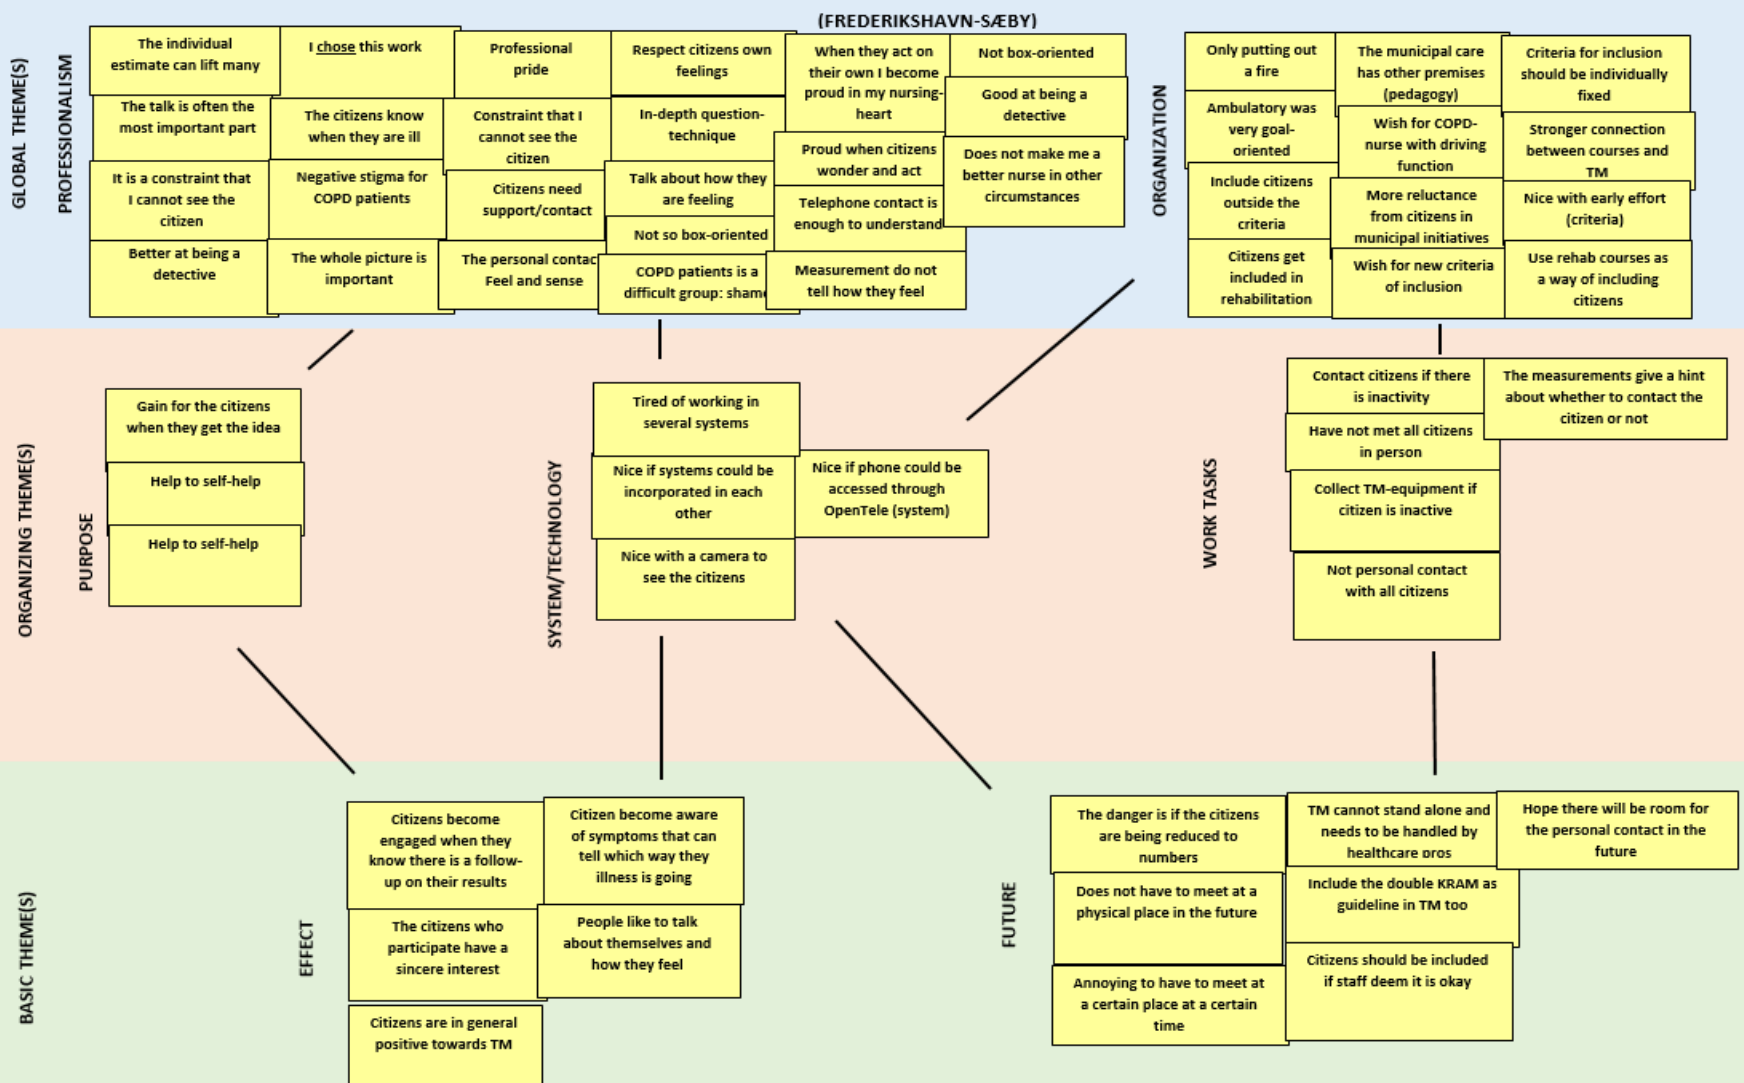 (FREDERIKSHAVN-SÆBY)
GLOBAL THEME(S)
PROFESSIONALISM
The individual
estimate can lift many
The talk is often the
most important part
It is a constraint that
I cannot see the
citizen
Better at being a
detective
I chose this work
The citizens know
when they are ill
Negative stigma for
COPD patients
The whole picture is
important
Professional
pride
Constraint that I
cannot see the
citizen
Citizens need
support/contact
The personal contac
Feel and sense
Respect citizens own
feelings
In-depth question-
technique
Talk about how they
are feeling
Not so box-oriented
COPD patients is a
difficult group: shame
When they act on
their own I become
proud in my nursing-
heart
Proud when citizens
wonder and act
Telephone contact is
enough to understand
Measurement do not
tell how they feel
Not box-oriented
Good at being a
detective
Does not make me a
better nurse in other
circumstances
ORGANIZATION
Only putting out
a fire
Ambulatory was
very goal-
oriented
Include citizens
outside the
criteria
Citizens get
included in
rehabilitation
The municipal care
has other premises
(pedagogy)
Wish for COPD-
nurse with driving
function
More reluctance
from citizens in
municipal initiatives
Wish for new criteria
of inclusion
Criteria for inclusion
should be individually
fixed
Stronger connection
between courses and
TM
Nice with early effort
(criteria)
Use rehab courses as
a way of including
citizens
ORGANIZING THEME(S)
PURPOSE
Gain for the citizens
when they get the idea
Help to self-help
Help to self-help
SYSTEM/TECHNOLOGY
Tired of working in
several systems
Nice if systems could be
incorporated in each
other
Nice with a camera to
see the citizens
Nice if phone could be
accessed through
OpenTele (system)
WORK TASKS
Contact citizens if there
is inactivity
Have not met all citizens
in person
Collect TM-equipment if
citizen is inactive
Not personal contact
with all citizens
The measurements give a hint
about whether to contact the
citizen or not
BASIC THEME(S)
EFFECT
Citizens become
engaged when they
know there is a follow-
up on their results
The citizens who
participate have a
sincere interest
Citizens are in general
positive towards TM
Citizen become aware
of symptoms that can
tell which way they
illness is going
People like to talk
about themselves and
how they feel
FUTURE
The danger is if the citizens
are being reduced to
numbers
Does not have to meet at a
physical place in the future
Annoying to have to meet at
a certain place at a certain
time
TM cannot stand alone and
needs to be handled by
healthcare pros
Include the double KRAM as
guideline in TM too
Citizens should be included
if staff deem it is okay
Hope there will be room for
the personal contact in the
future